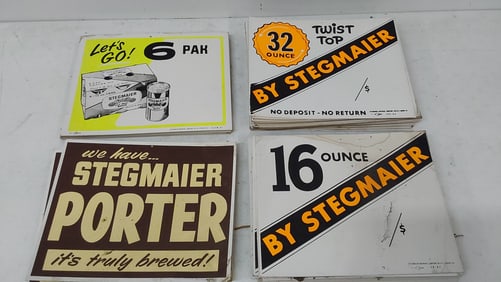 Let's
GO! 6 PAK
STEGMAIER
32
OUNCE
TWIST
TOP
BY STEGMAIER
/$
NO DEPOSIT - NO RETURN
we have...
STEGMAIER
PORTER
it's truly brewed!
16 OUNCE
BY STEGMAIER
/$